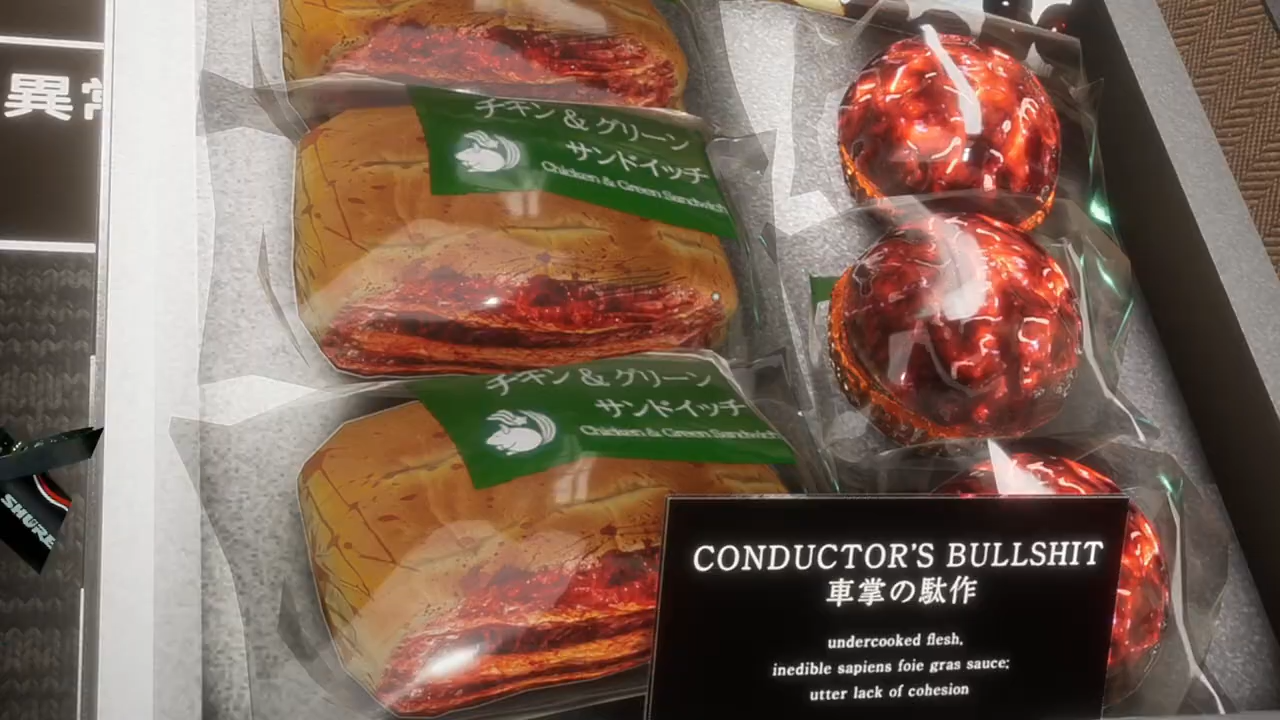 異常
チキン & グリーン
サンドイッチ
Chicken & Green Sandwich
チキン & グリーン
サンドイッチ
Chicken & Green Sandwich
SHURE
CONDUCTOR'S BULLSHIT
車掌の駄作
undercooked flesh,
inedible sapiens foie gras sauce;
utter lack of cohesion